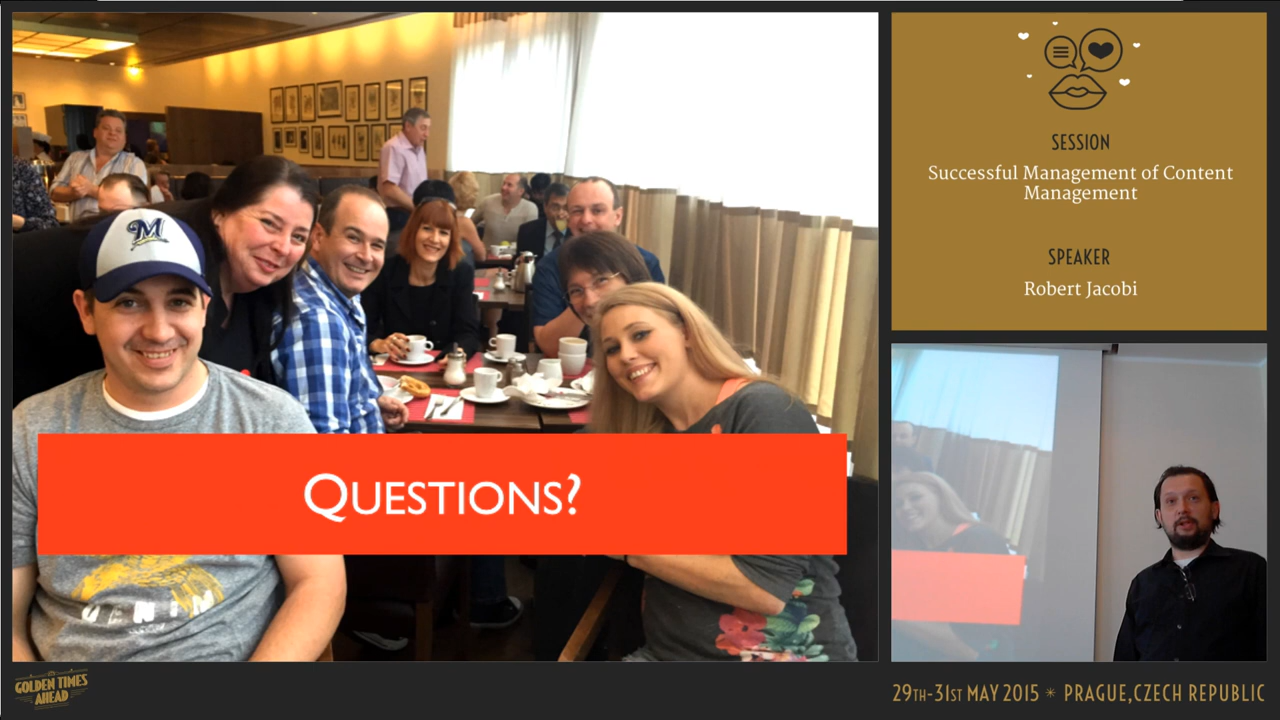 M
QUESTIONS?
DENIM
SESSION
Successful Management of Content
Management
SPEAKER
Robert Jacobi
GOLDEN TIMES
AHEAD
29TH-31ST MAY 2015 * PRAGUE,CZECH REPUBLIC